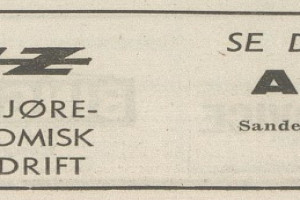 Z
JØRE-
OMISK
DRIFT
SE D
A
Sande